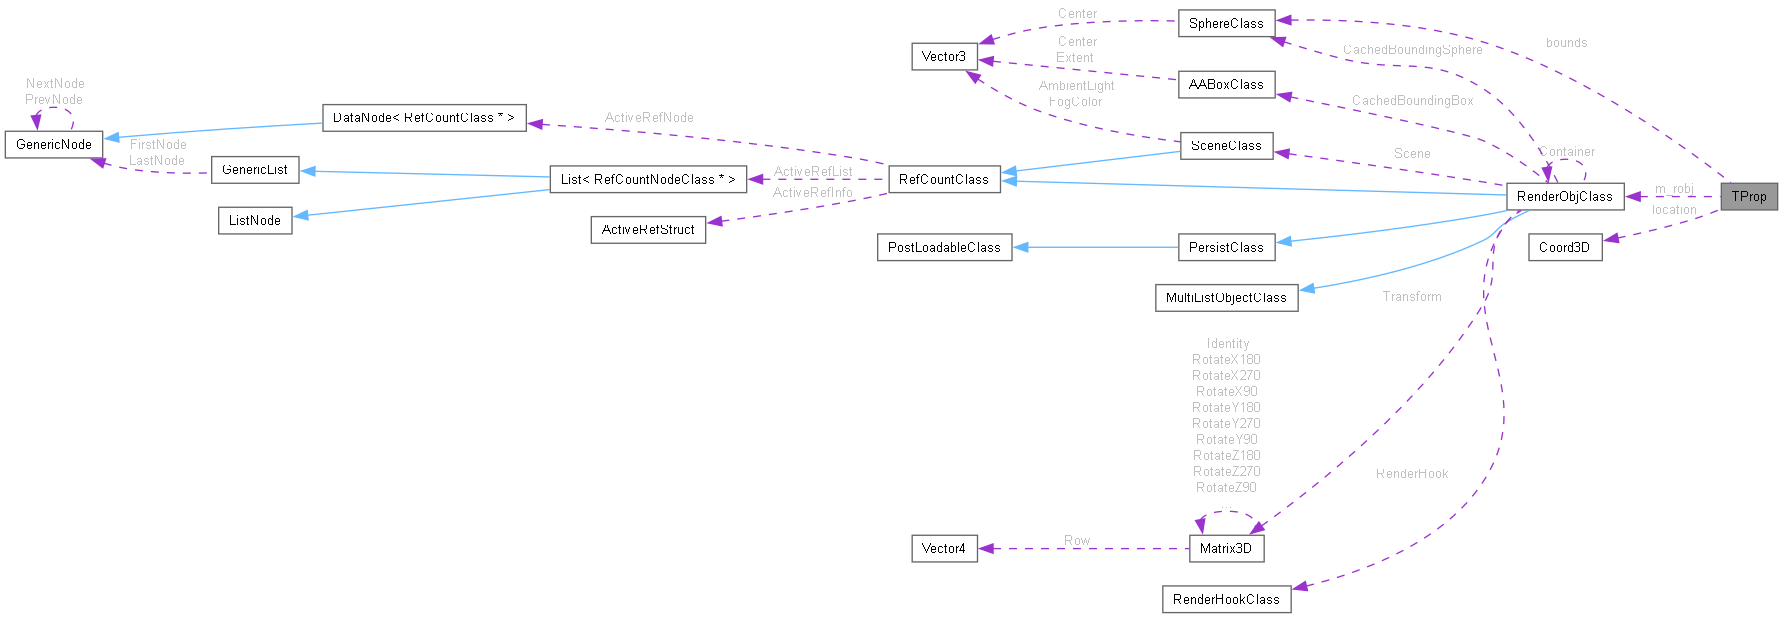 Center
SphereClass
bounds
Vector3
Center
Extent
CachedBoundingSphere
AABoxClass
NextNode
PrevNode
AmbientLight
FogColor
CachedBoundingBox
DataNode< RefCountClass * >
ActiveRefNode
GenericNode
FirstNode
LastNode
SceneClass
Scene
Container
GenericList
List< RefCountNodeClass * >
ActiveRefList
ActiveRefInfo
RefCountClass
RenderObjClass
m_robj
location
TProp
ListNode
ActiveRefStruct
PostLoadableClass
PersistClass
Coord3D
MultiListObjectClass
Transform
Identity
RotateX180
RotateX270
RotateX90
RotateY180
RotateY270
RotateY90
RotateZ180
RotateZ270
RotateZ90
...
RenderHook
Vector4
Row
Matrix3D
RenderHookClass